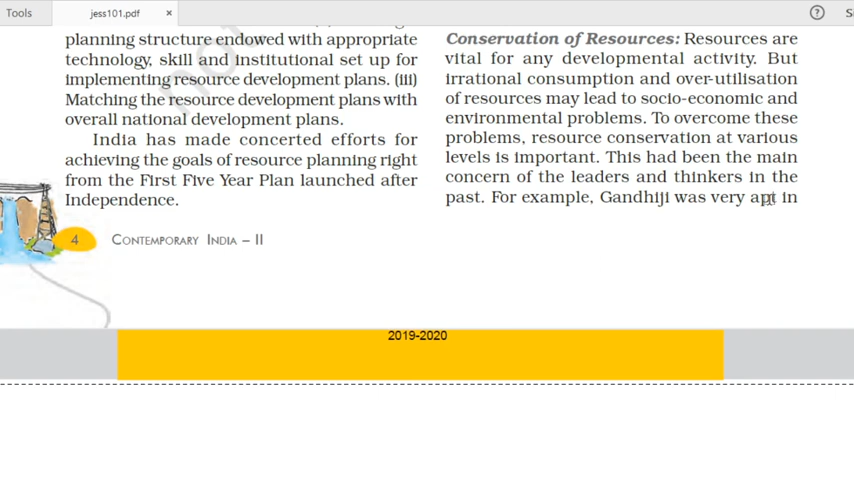 Tools
jess101.pdf
×
?
planning structure endowed with appropriate
technology, skill and institutional set up for
implementing resource development plans. (iii)
Matching the resource development plans with
overall national development plans.
India has made concerted efforts for
achieving the goals of resource planning right
from the First Five Year Plan launched after
Independence.
Conservation of Resources: Resources are
vital for any developmental activity. But
irrational consumption and over-utilisation
of resources may lead to socio-economic and
environmental problems. To overcome these
problems, resource conservation at various
levels is important. This had been the main
concern of the leaders and thinkers in the
past. For example, Gandhiji was very apt in
4 CONTEMPORARY INDIA – II
2019-2020